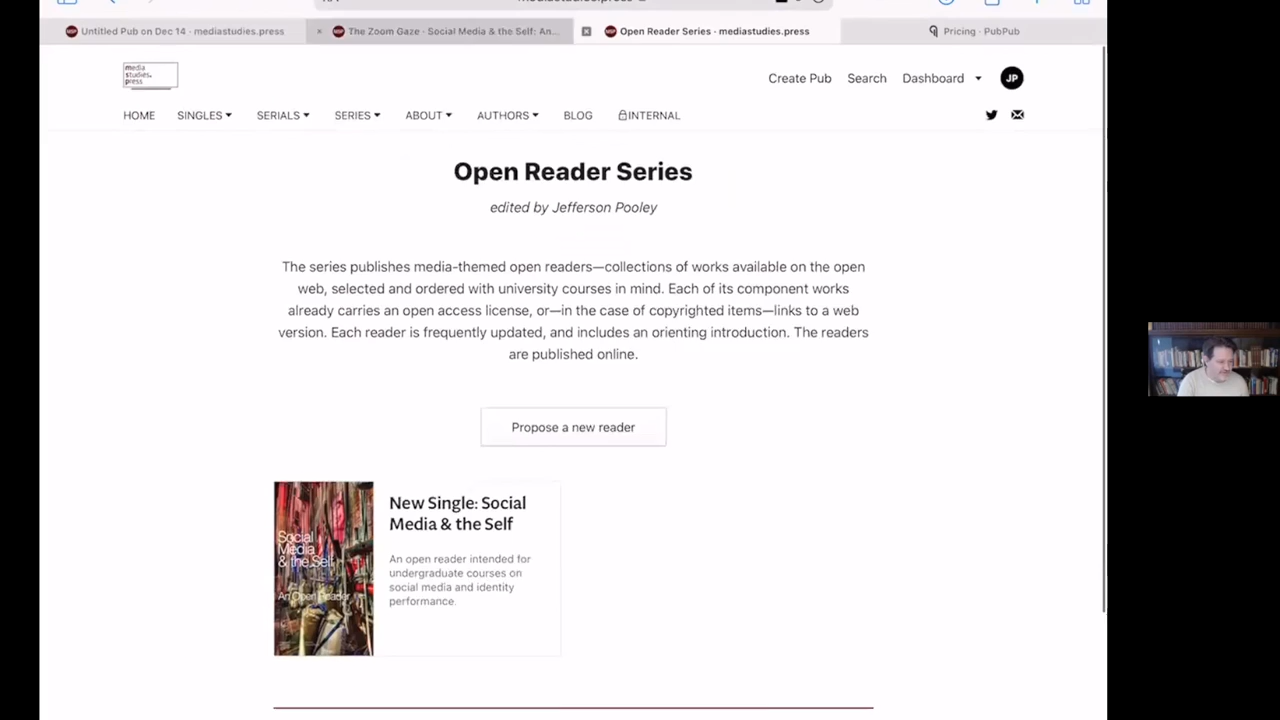 Untitled Pub on Dec 14 · mediastudies.press
The Zoom Gaze · Social Media & the Self: An...
Open Reader Series · mediastudies.press
Pricing · PubPub
media
studies.
press
Create Pub Search Dashboard JP
HOME SINGLES SERIALS SERIES ABOUT AUTHORS BLOG INTERNAL
Open Reader Series
edited by Jefferson Pooley
The series publishes media-themed open readers—collections of works available on the open
web, selected and ordered with university courses in mind. Each of its component works
already carries an open access license, or—in the case of copyrighted items—links to a web
version. Each reader is frequently updated, and includes an orienting introduction. The readers
are published online.
Propose a new reader
Social
Media
& the Self
An Open Reader
New Single: Social
Media & the Self
An open reader intended for
undergraduate courses on
social media and identity
performance.